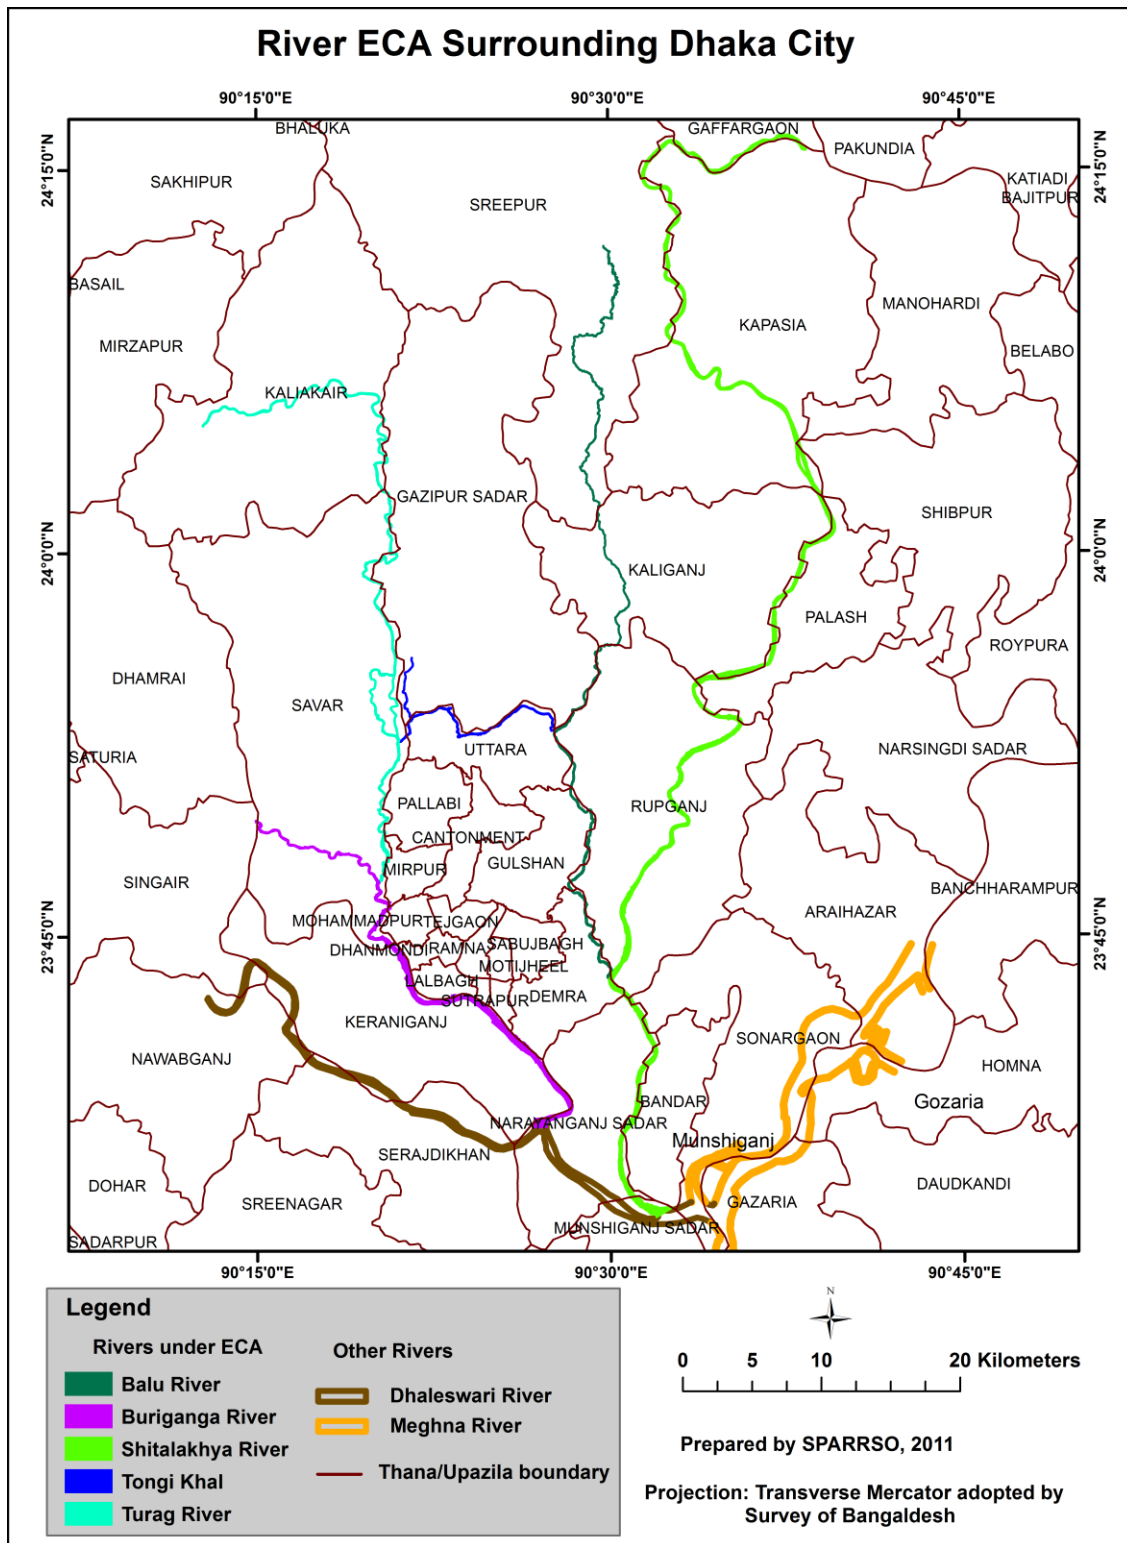 River ECA Surrounding Dhaka City
90°15'0"E
90°30'0"E
90°45'0"E
24°15'0"N
24°15'0"N
BHALUKA
GAFFARGAON
PAKUNDIA
SAKHIPUR
KATIADI
BAJITPUR
SREEPUR
BASAIL
MANOHARDI
KAPASIA
MIRZAPUR
BELABO
KALIAKAIR
GAZIPUR SADAR
SHIBPUR
24°0'0"N
24°0'0"N
KALIGANJ
PALASH
ROYPURA
DHAMRAI
SAVAR
SATURIA
UTTARA
NARSINGDI SADAR
PALLABI
RUPGANJ
CANTONMENT
GULSHAN
MIRPUR
SINGAIR
BANCHHARAMPUR
ARAIHAZAR
MOHAMMADPUR
TEJGAON
23°45'0"N
23°45'0"N
DHANMONDI
RAMNA
SABUJBAGH
MOTIJHEEL
LALBAGH
SUTRAPUR
DEMRA
KERANIGANJ
SONARGAON
NAWABGANJ
HOMNA
BANDAR
Gozaria
NARAYANGANJ SADAR
Munshiganj
SERAJDIKHAN
DOHAR
DAUDKANDI
SREENAGAR
GAZARIA
MUNSHIGANJ SADAR
SADARPUR
90°15'0"E
90°30'0"E
90°45'0"E
Legend
Rivers under ECA
Balu River
Buriganga River
Shitalakhya River
Tongi Khal
Turag River
Other Rivers
Dhaleswari River
Meghna River
Thana/Upazila boundary
N
0 5 10 20 Kilometers
Prepared by SPARRSO, 2011
Projection: Transverse Mercator adopted by
Survey of Bangaldesh